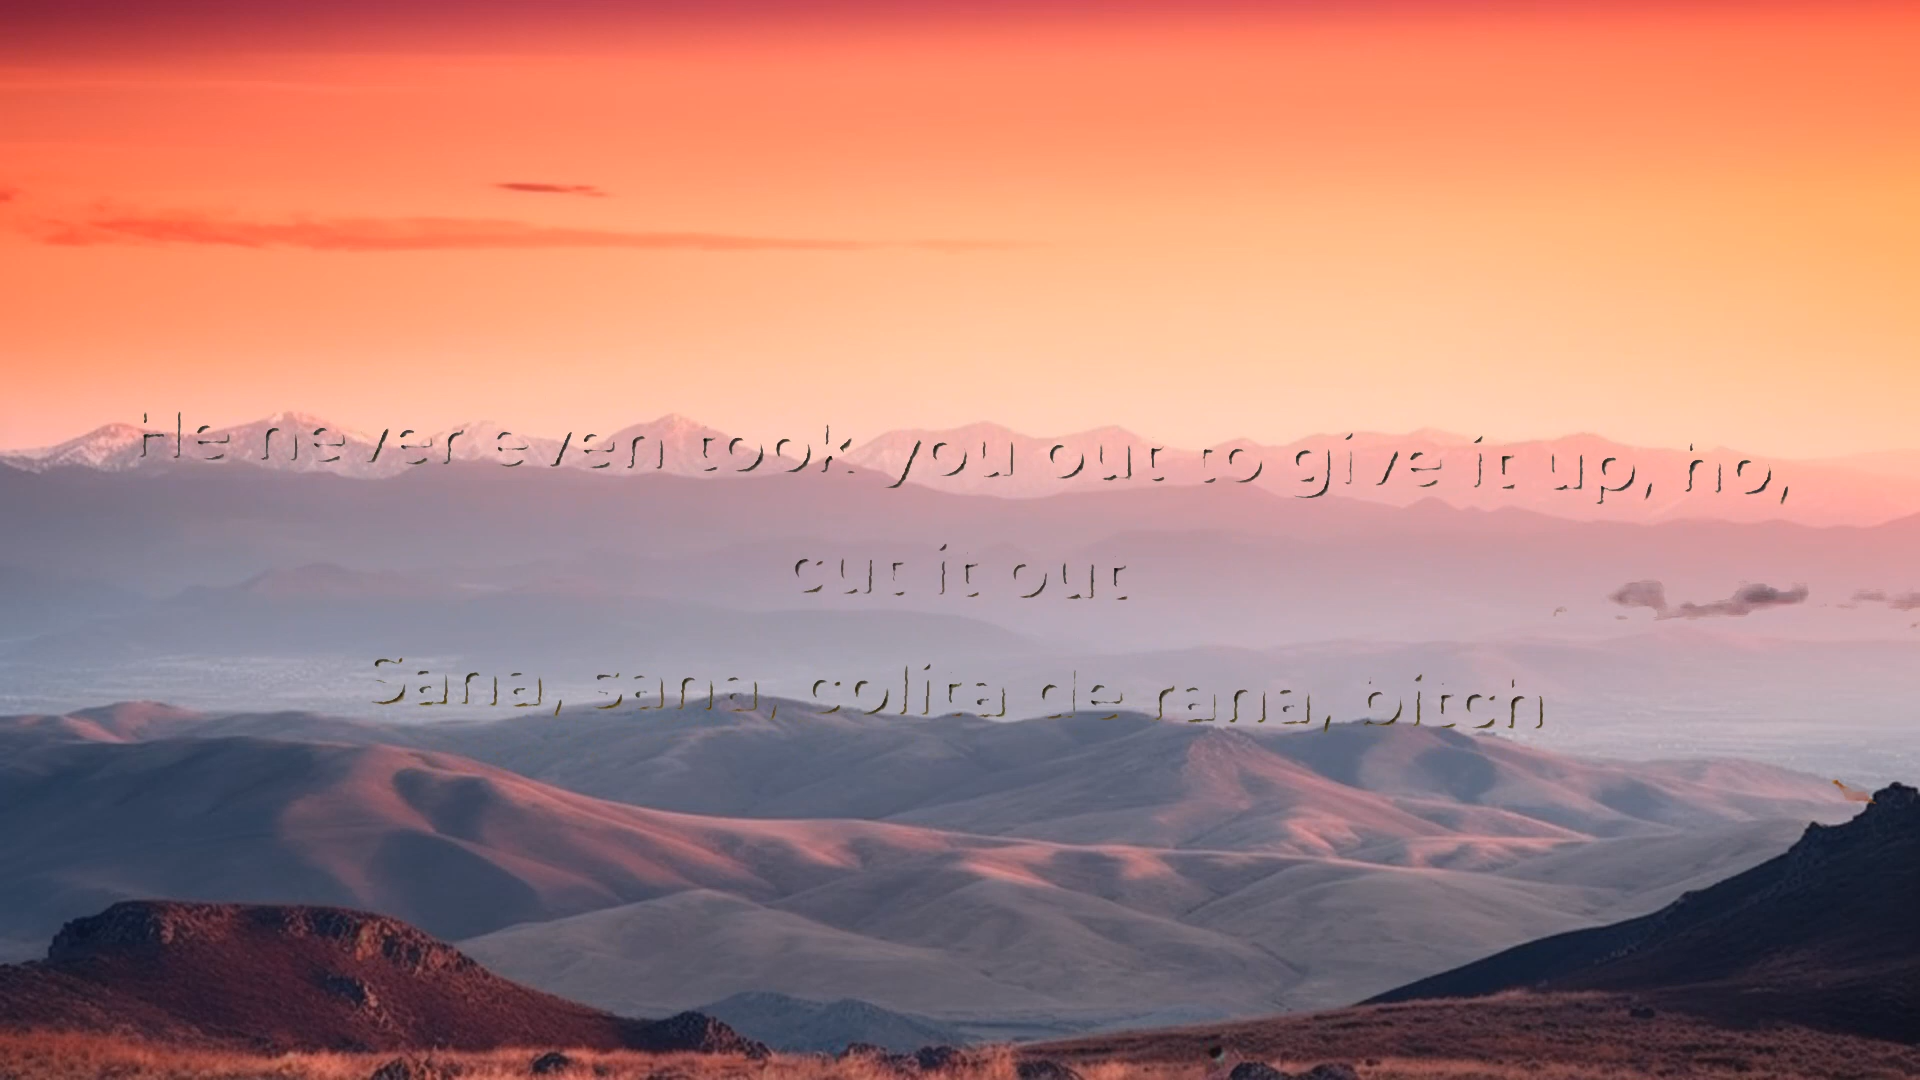 He never even took you out to give it up, ho,
cut it out
Sana, sana, colita de rana, bitch